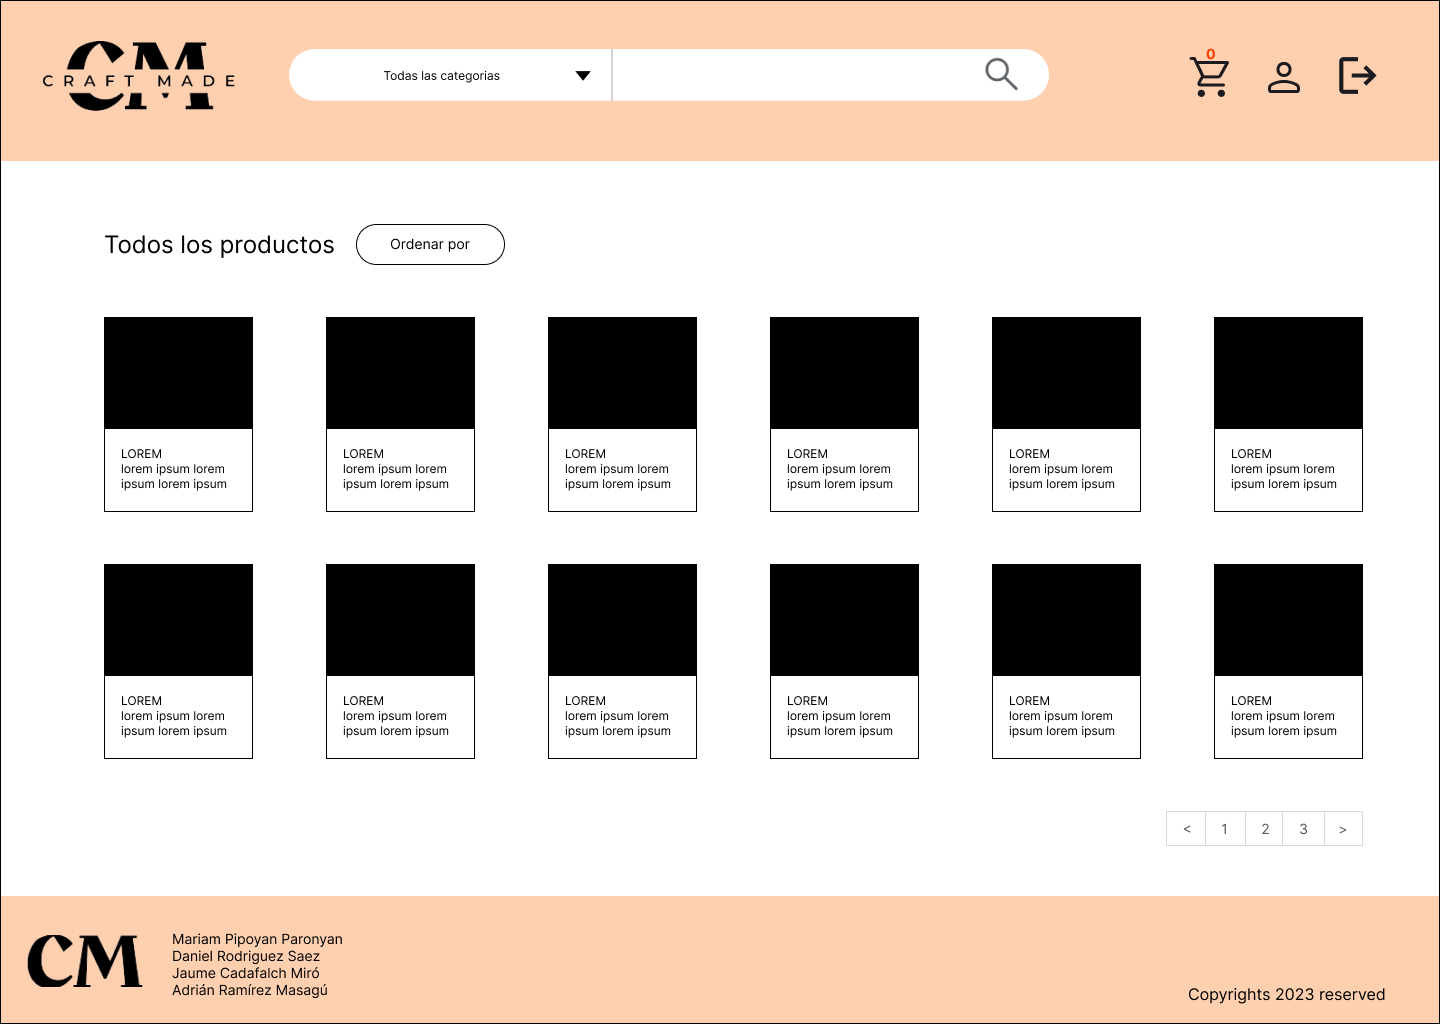 CM
CRAFT MADE
Todas las categorias
0
Todos los productos
Ordenar por
LOREM
lorem ipsum lorem
ipsum lorem ipsum
LOREM
lorem ipsum lorem
ipsum lorem ipsum
LOREM
lorem ipsum lorem
ipsum lorem ipsum
LOREM
lorem ipsum lorem
ipsum lorem ipsum
LOREM
lorem ipsum lorem
ipsum lorem ipsum
LOREM
lorem ipsum lorem
ipsum lorem ipsum
LOREM
lorem ipsum lorem
ipsum lorem ipsum
LOREM
lorem ipsum lorem
ipsum lorem ipsum
LOREM
lorem ipsum lorem
ipsum lorem ipsum
LOREM
lorem ipsum lorem
ipsum lorem ipsum
LOREM
lorem ipsum lorem
ipsum lorem ipsum
LOREM
lorem ipsum lorem
ipsum lorem ipsum
< 1 2 3 >
CM
Mariam Pipoyan Paronyan
Daniel Rodriguez Saez
Jaume Cadafalch Miró
Adrián Ramírez Masagú
Copyrights 2023 reserved